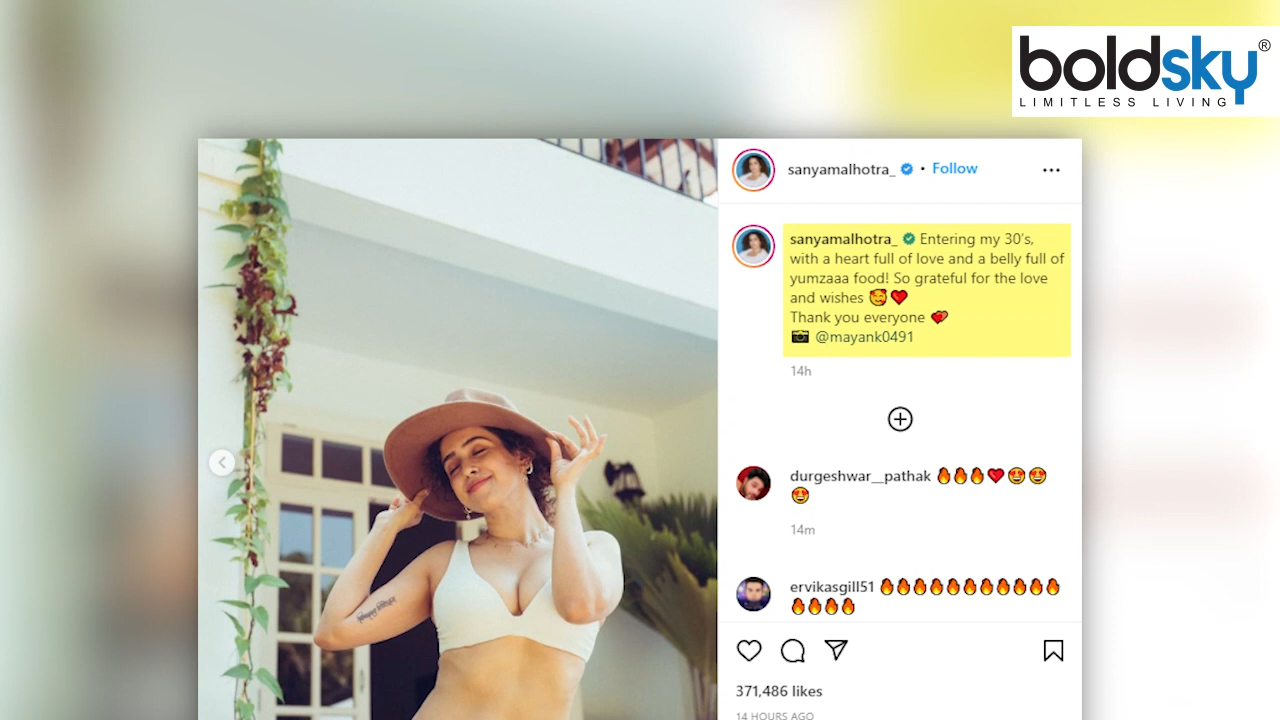 boldsky®
LIMITLESS LIVING
sanyamalhotra_ • Follow
sanyamalhotra_ Entering my 30's,
with a heart full of love and a belly full of
yumzaaa food! So grateful for the love
and wishes 🥰❤️
Thank you everyone 💕
📷 @mayank0491
14h
durgeshwar__pathak 🔥🔥🔥❤️😍😍
😍
14m
ervikasgill51 🔥🔥🔥🔥🔥🔥🔥🔥🔥🔥🔥
🔥🔥🔥🔥
371,486 likes
14 HOURS AGO